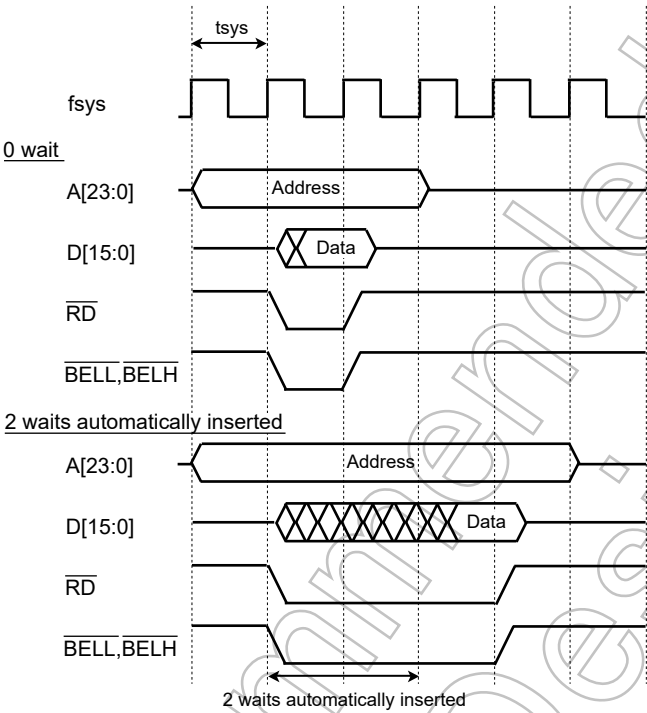 tsys
fsys
0 wait
A[23:0] Address
D[15:0] Data
RD
BELL,BELH
2 waits automatically inserted
A[23:0] Address
D[15:0] Data
RD
BELL,BELH
2 waits automatically inserted